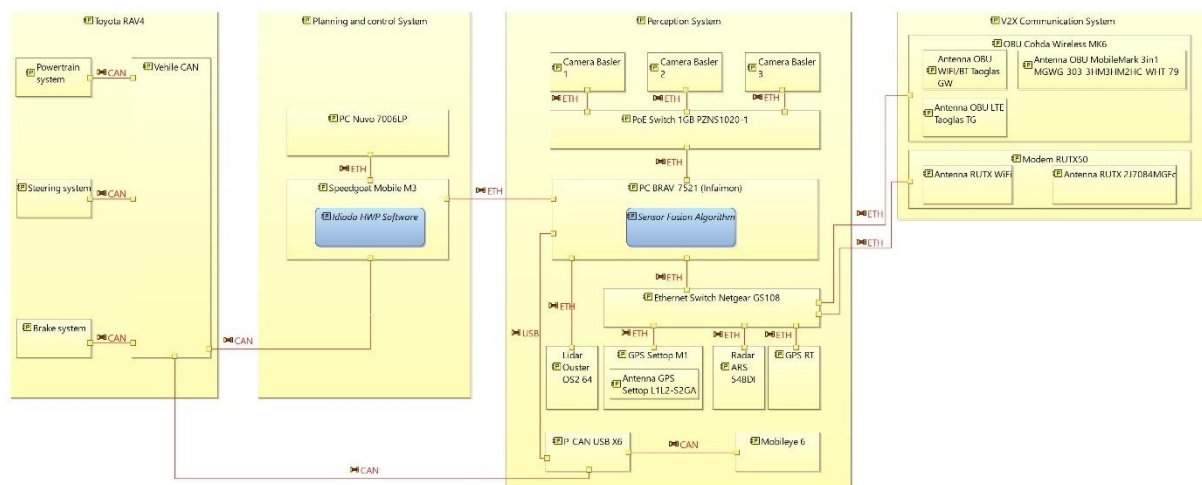 Toyota RAV4
Powertrain
system
CAN
Vehile CAN
Steering system
CAN
Brake system
CAN
CAN
CAN
Planning and control System
PC Nuvo 7006LP
ETH
Speedgoat Mobile M3
Idiada HWP Software
ETH
Perception System
Camera Basler
1
Camera Basler
2
Camera Basler
3
ETH
ETH
ETH
PoE Switch 1GB PZNS1020-1
ETH
PC BRAV 7521 (Infaimon)
Sensor Fusion Algorithm
ETH
ETH
USB
Ethernet Switch Netgear GS108
ETH
ETH
ETH
Lidar
Ouster
OS2 64
GPS Settop M1
Antenna GPS
Settop L1L2-S2GA
Radar
ARS
548DI
GPS RT
P CAN USB X6
CAN
Mobileye 6
ETH
ETH
V2X Communication System
OBU Cohda Wireless MK6
Antenna OBU
WIFI/BT Taoglas
GW
Antenna OBU MobileMark 3in1
MGWG 303 3HM3HM2HC WHT 79
Antenna OBU LTE
Taoglas TG
Modem RUTX50
Antenna RUTX WiFi
Antenna RUTX 2J7084MGFc